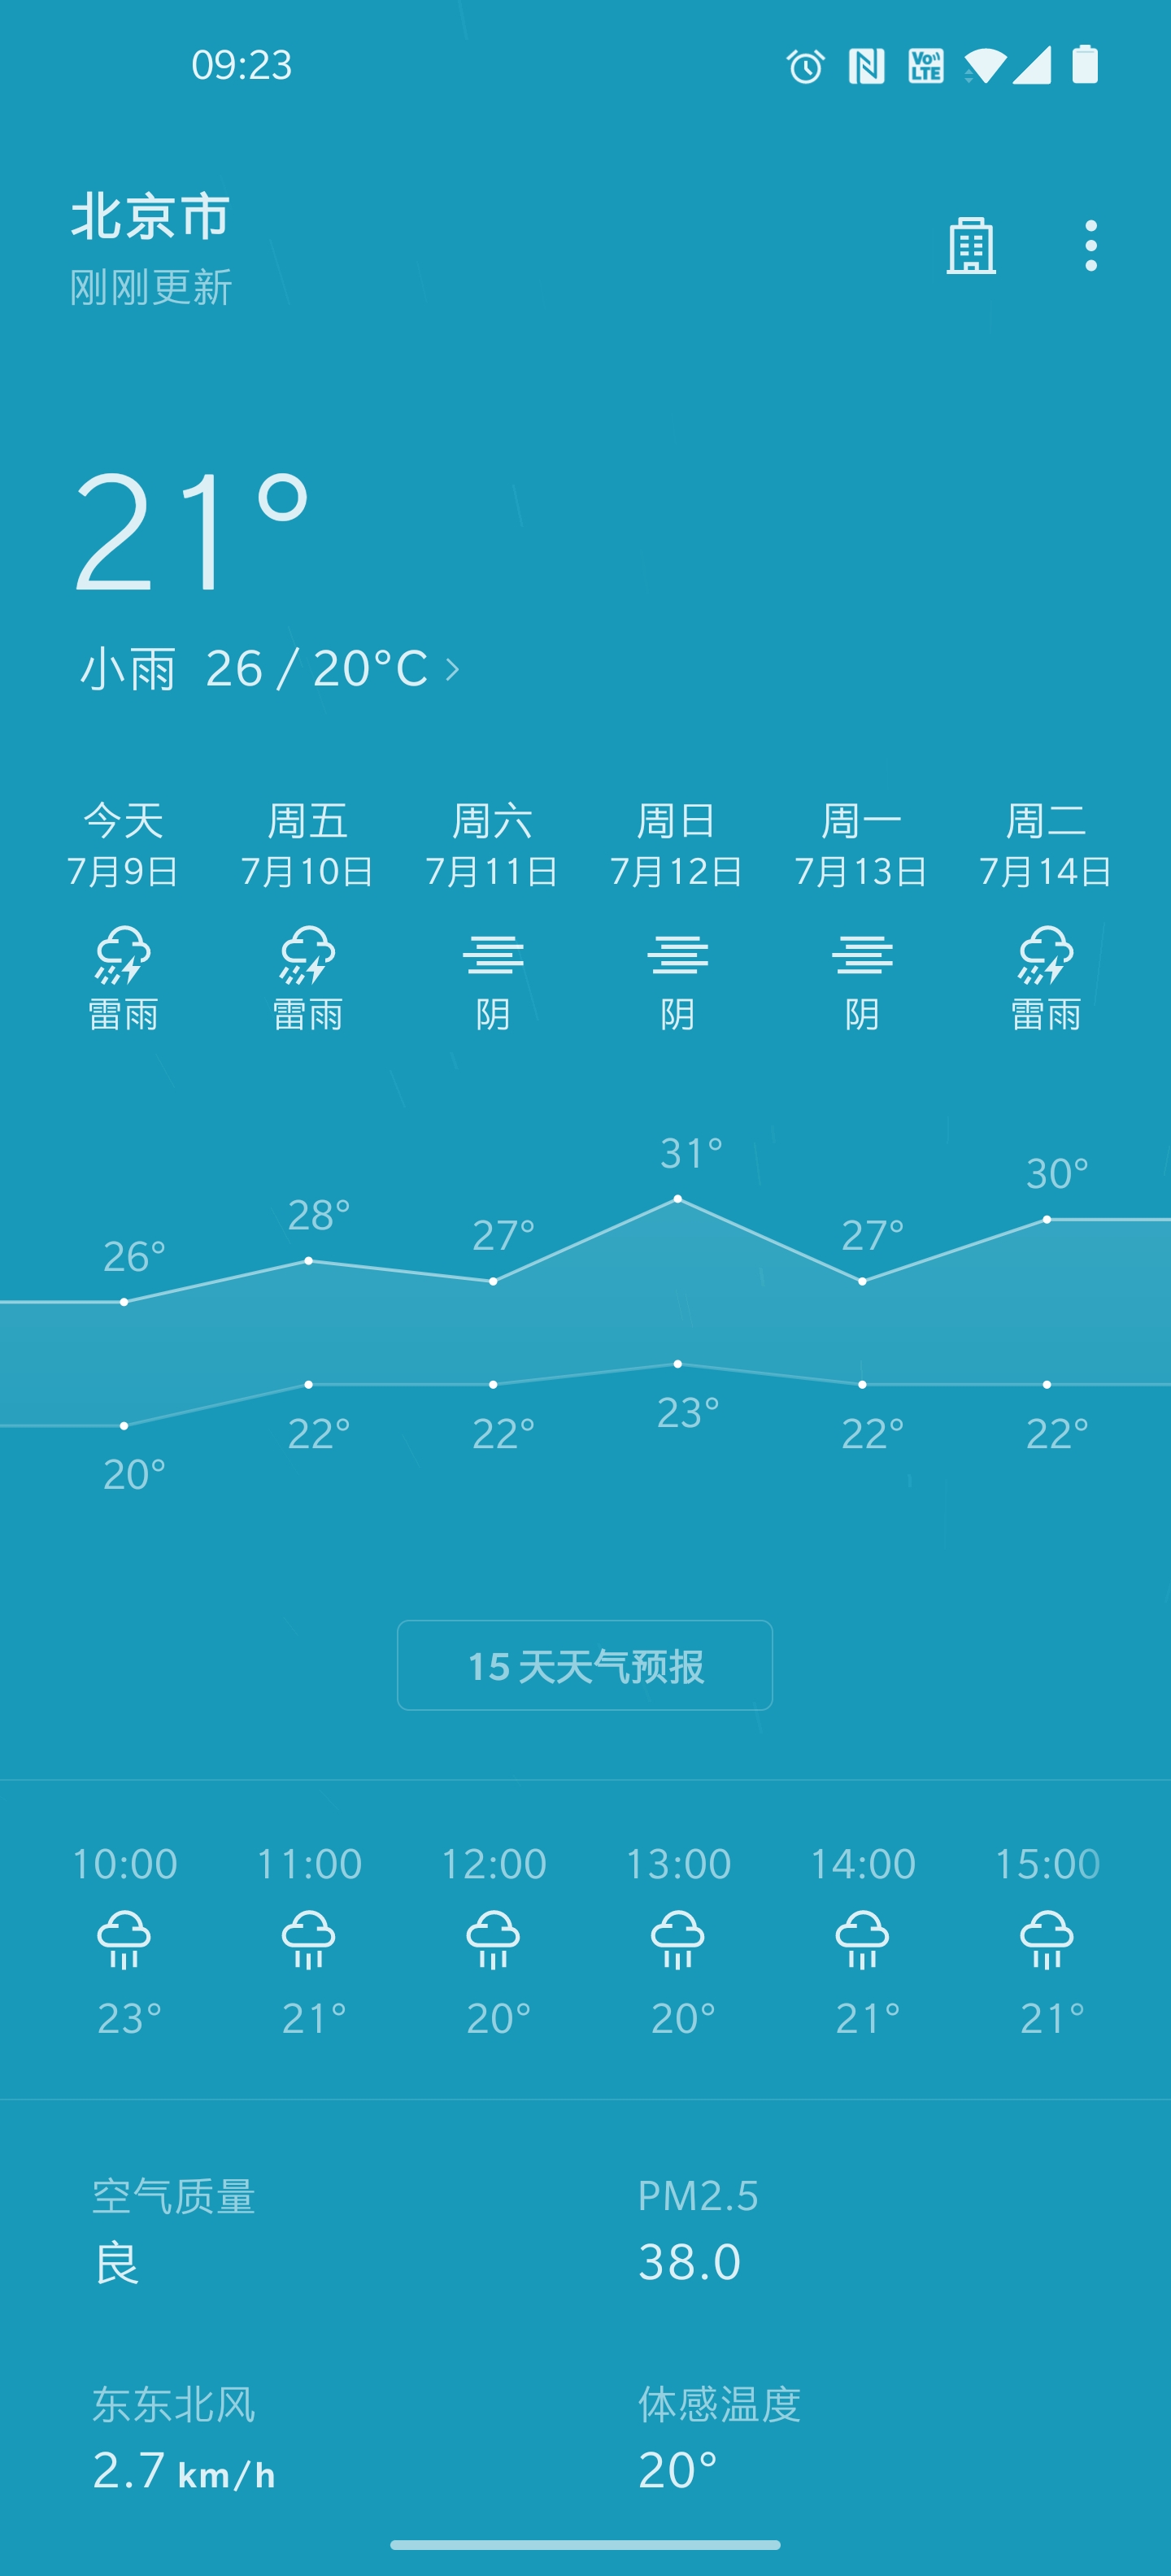 09:23 VoLTE
北京市
刚刚更新
21°
小雨 26 / 20°C
今天 周五 周六 周日 周一 周二
7月9日 7月10日 7月11日 7月12日 7月13日 7月14日
雷雨 雷雨 阴 阴 阴 雷雨
26° 28° 27° 31° 27° 30°
20° 22° 22° 23° 22° 22°
15 天天气预报
10:00 11:00 12:00 13:00 14:00 15:00
23° 21° 20° 20° 21° 21°
空气质量 PM2.5
良 38.0
东东北风 体感温度
2.7 km/h 20°